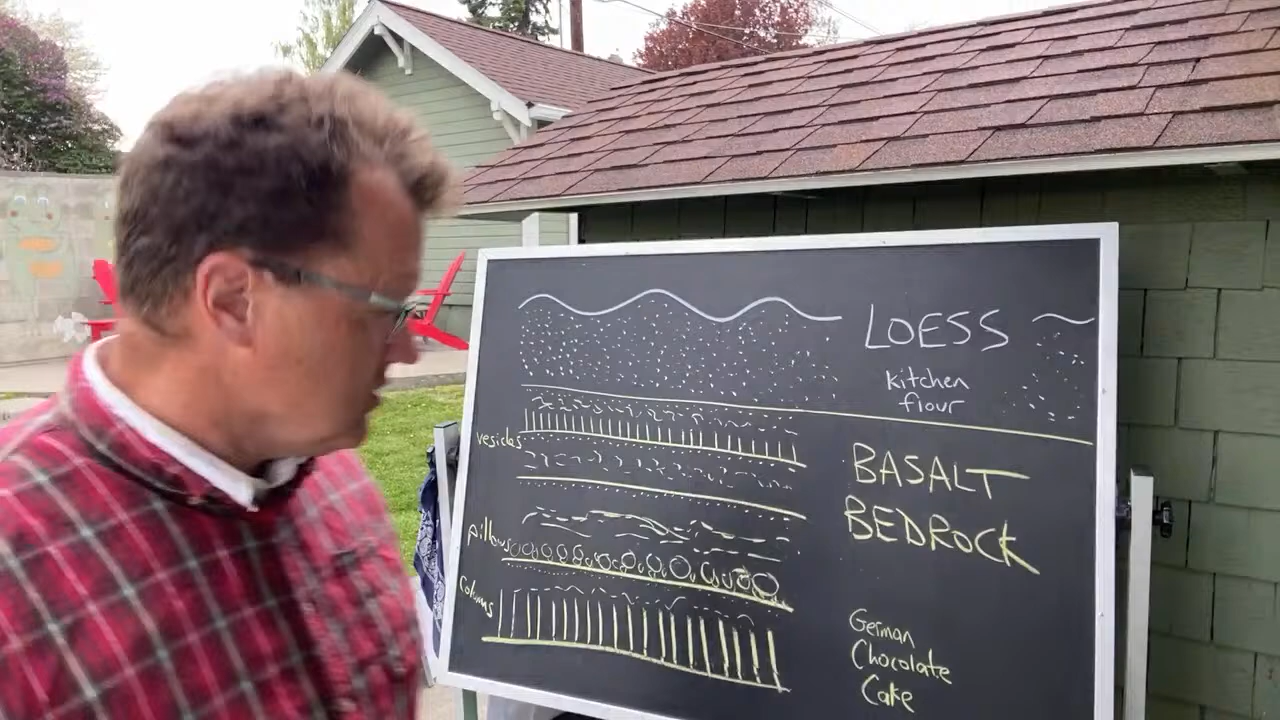 LOESS
kitchen
flour
vesicles
BASALT
BEDROCK
pillows
Columns
German
Chocolate
Cake